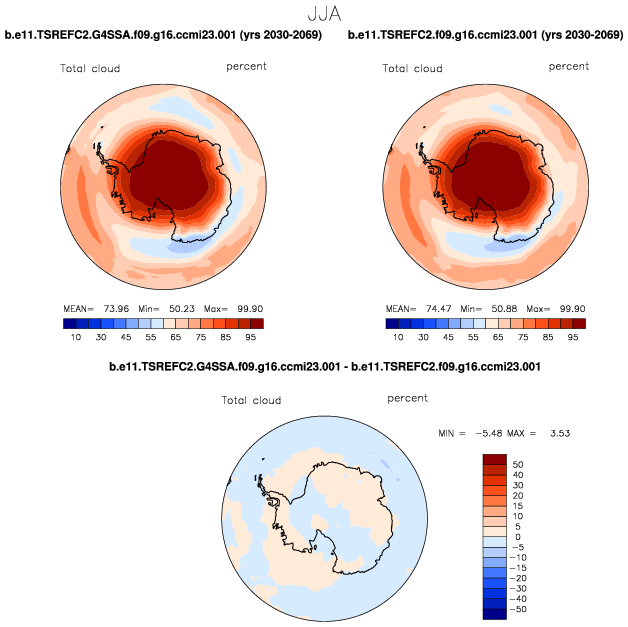 JJA
b.e11.TSREFC2.G4SSA.f09.g16.ccmi23.001 (yrs 2030-2069)
b.e11.TSREFC2.f09.g16.ccmi23.001 (yrs 2030-2069)
Total cloud percent
Total cloud percent
MEAN= 73.96 Min= 50.23 Max= 99.90
MEAN= 74.47 Min= 50.88 Max= 99.90
10 30 45 55 65 75 85 95
10 30 45 55 65 75 85 95
b.e11.TSREFC2.G4SSA.f09.g16.ccmi23.001 - b.e11.TSREFC2.f09.g16.ccmi23.001
Total cloud percent
MIN = -5.48 MAX = 3.53
50
40
30
20
15
10
5
0
-5
-10
-15
-20
-30
-40
-50